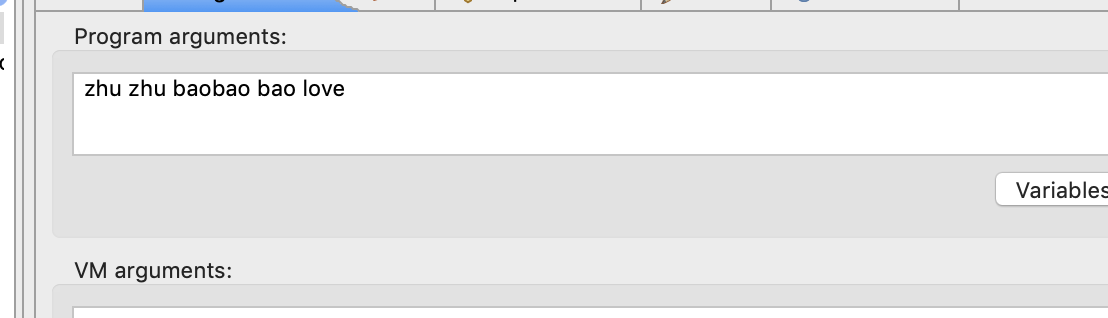 Program arguments:
zhu zhu baobao bao love
Variables
VM arguments: